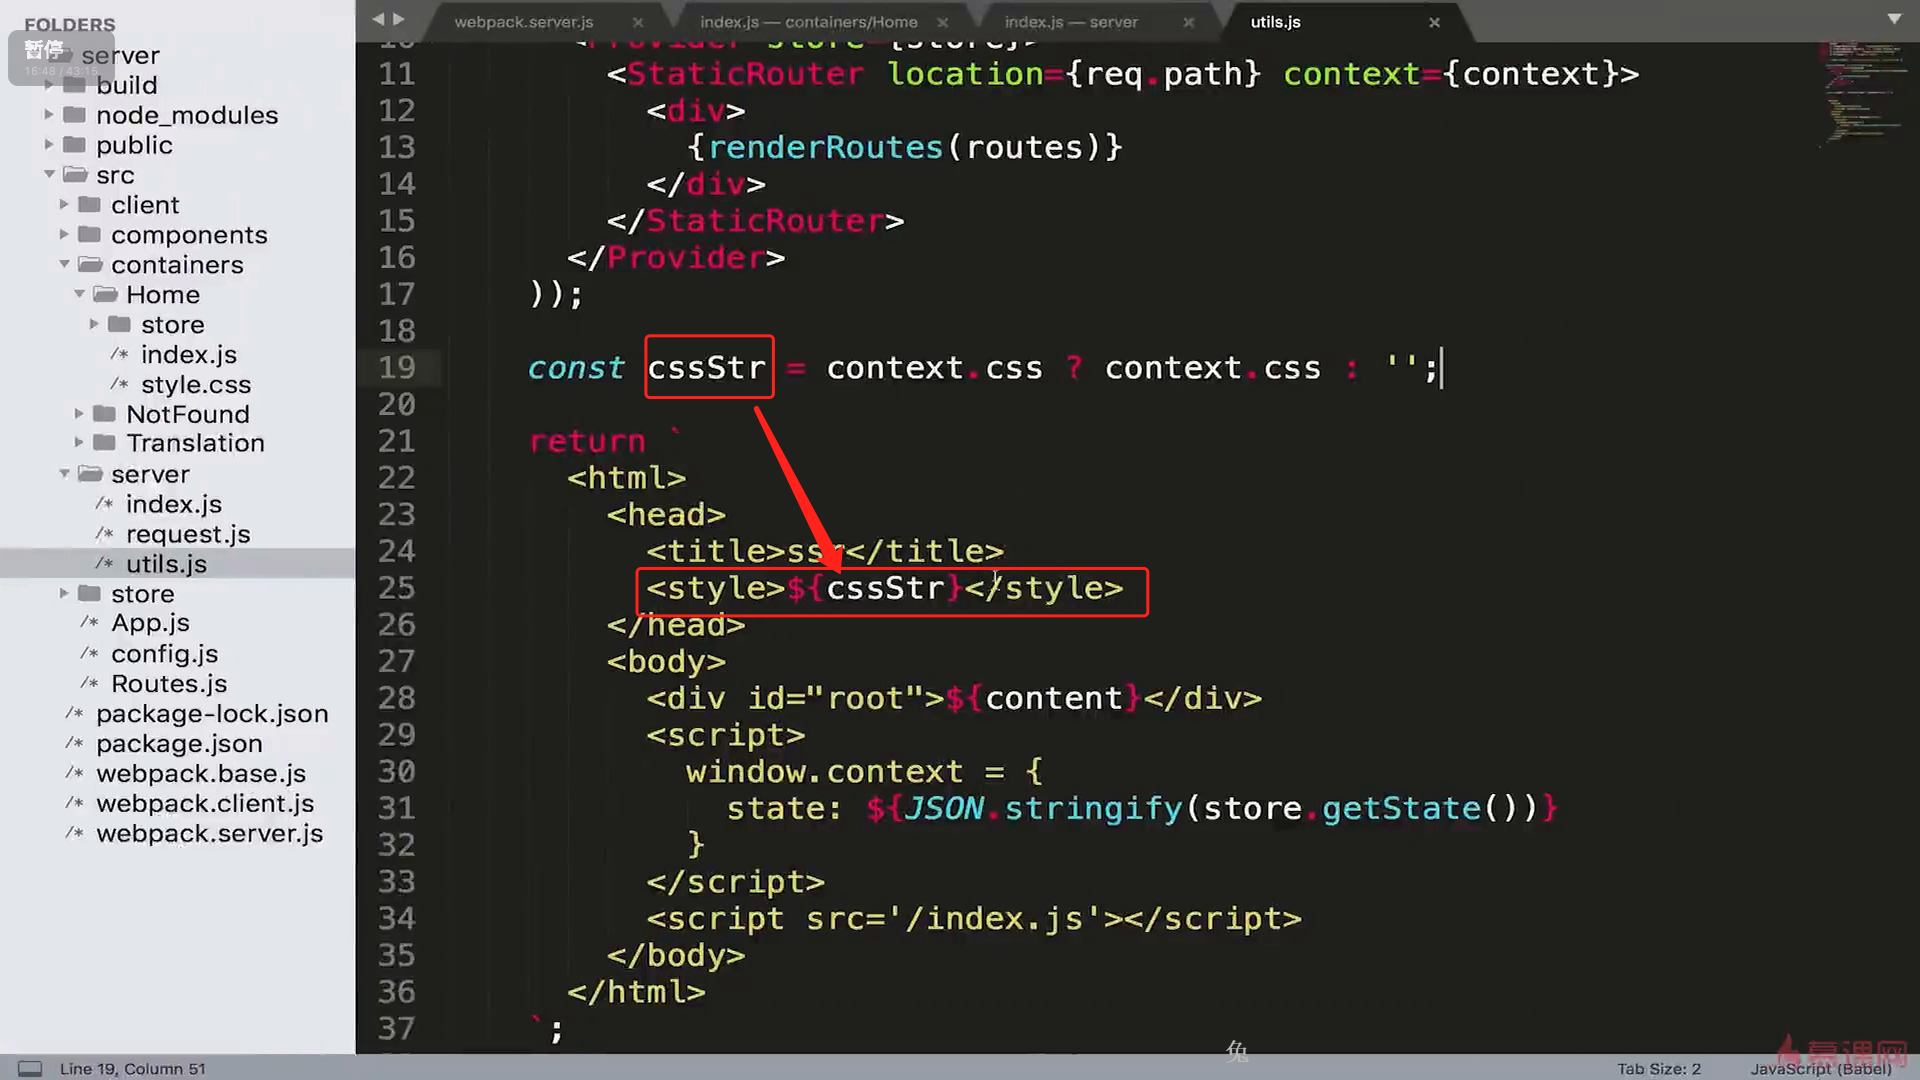 FOLDERS
暂停
16:48 / 43:15
server
build
node_modules
public
src
client
components
containers
Home
store
index.js
style.css
NotFound
Translation
server
index.js
request.js
utils.js
store
App.js
config.js
Routes.js
package-lock.json
package.json
webpack.base.js
webpack.client.js
webpack.server.js
webpack.server.js
index.js — containers/Home
index.js — server
utils.js
10 <Provider store={store}>
11 <StaticRouter location={req.path} context={context}>
12 <div>
13 {renderRoutes(routes)}
14 </div>
15 </StaticRouter>
16 </Provider>
17 ));
18
19 const cssStr = context.css ? context.css : '';
20
21 return `
22 <html>
23 <head>
24 <title>ssr</title>
25 <style>${cssStr}</style>
26 </head>
27 <body>
28 <div id="root">${content}</div>
29 <script>
30 window.context = {
31 state: ${JSON.stringify(store.getState())}
32 }
33 </script>
34 <script src='/index.js'></script>
35 </body>
36 </html>
37 `;
兔
慕课网
Line 19, Column 51
Tab Size: 2
JavaScript (Babel)